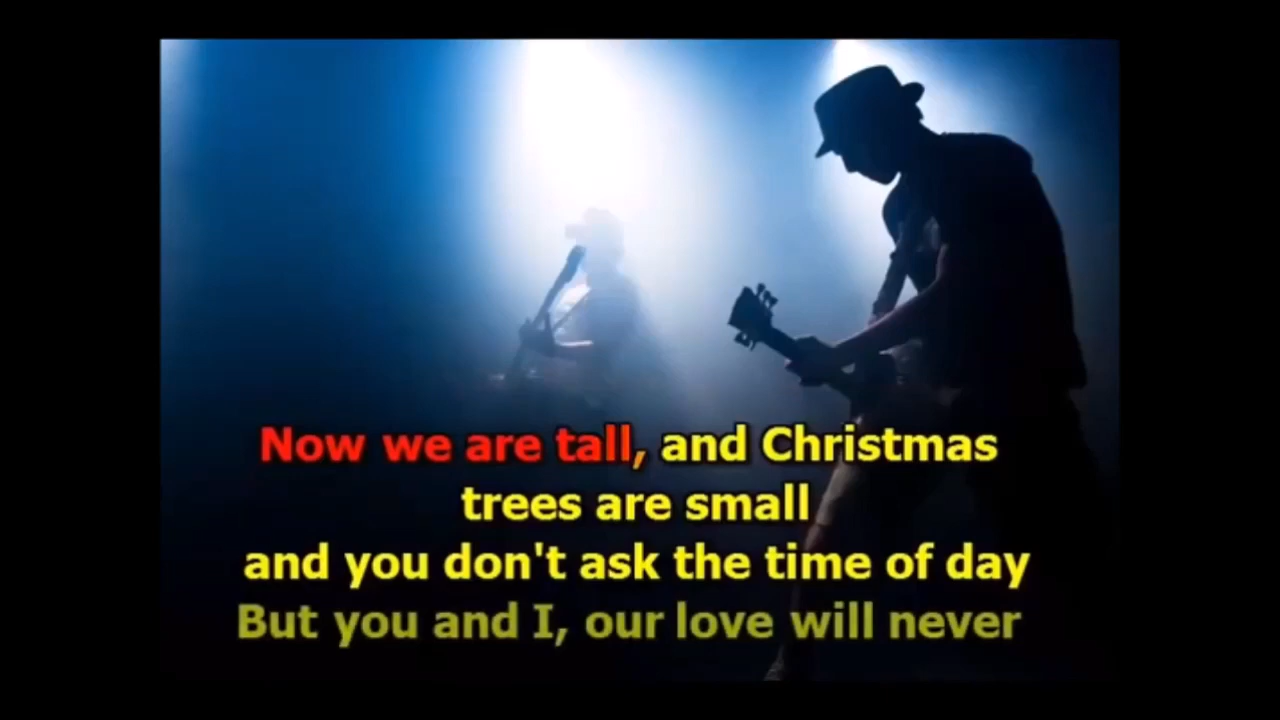 Now we are tall, and Christmas
trees are small
and you don't ask the time of day
But you and I, our love will never